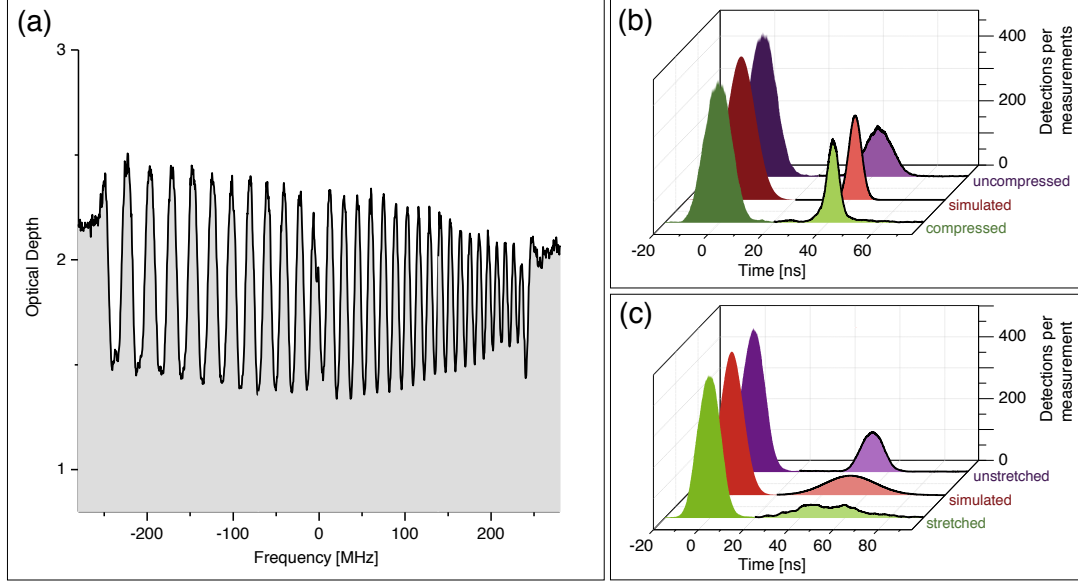 (a)
3
2
1
Optical Depth
-200
-100
0
100
200
Frequency [MHz]
(b)
400
200
0
Detections per
measurements
uncompressed
simulated
compressed
-20
0
20
40
60
Time [ns]
(c)
400
200
0
Detections per
measurement
unstretched
simulated
stretched
-20
0
20
40
60
80
Time [ns]